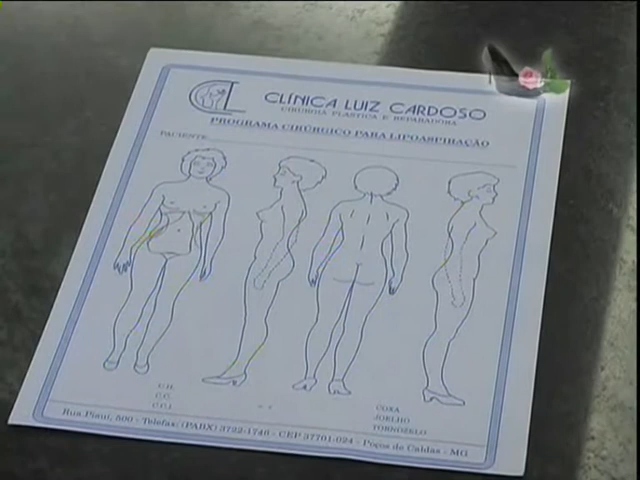 CLÍNICA LUIZ CARDOSO
CIRURGIA PLÁSTICA E REPARADORA
PROGRAMA CIRÚRGICO PARA LIPOASPIRAÇÃO
PACIENTE
COXA
JOELHO
TORNOZELO
Rua Piauí, 500 - Telefax: (PABX) 3722-1748 - CEP 37701-024 - Poços de Caldas - MG